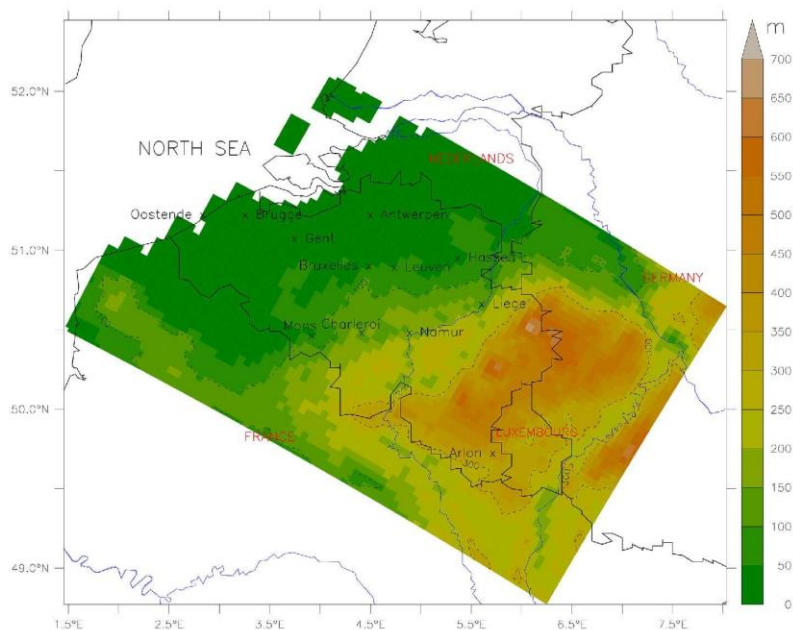 m
700
650
600
550
500
450
400
350
300
250
200
150
100
50
0
52.0°N
51.0°N
50.0°N
49.0°N
NORTH SEA
NEDERLANDS
Oostende
Brugge
Antwerpen
Gent
Hasselt
Bruxelles
Leuven
GERMANY
Liege
Mons
Charleroi
Namur
FRANCE
LUXEMBOURG
Arlon
300
1.5°E
2.5°E
3.5°E
4.5°E
5.5°E
6.5°E
7.5°E